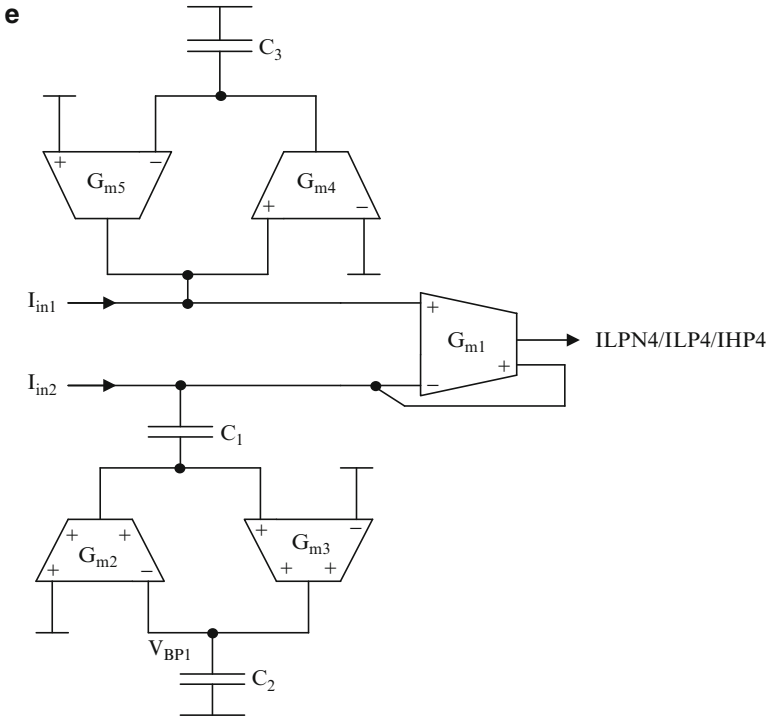 e
C3
+ −
Gm5
Gm4
+ −
Iin1
+
Gm1
ILPN4/ILP4/IHP4
+
Iin2
−
C1
+ +
Gm2
+ −
+ −
Gm3
+ +
VBP1
C2